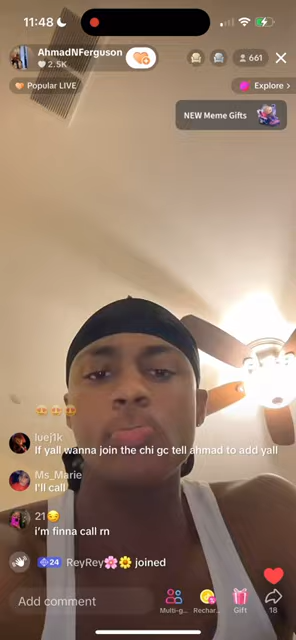 11:48
AhmadNFerguson
2.5K
661
Popular LIVE
Explore >
NEW Meme Gifts
luej1k
If yall wanna join the chi gc tell ahmad to add yall
Ms_Marie
I'll call
21😏
i'm finna call rn
24 ReyRey🌸🌼 joined
Add comment
Multi-g...
Rechar...
Gift
18